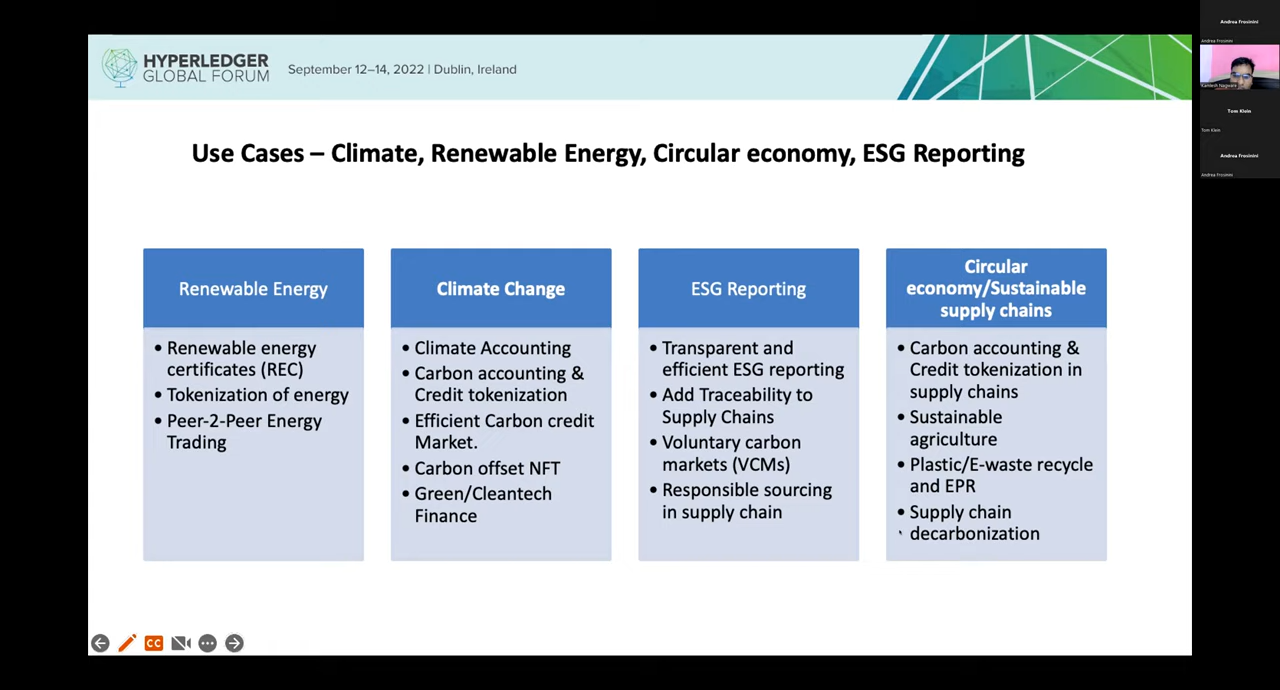 HYPERLEDGER
GLOBAL FORUM
September 12–14, 2022 | Dublin, Ireland
Use Cases – Climate, Renewable Energy, Circular economy, ESG Reporting
Renewable Energy
• Renewable energy
certificates (REC)
• Tokenization of energy
• Peer-2-Peer Energy
Trading
Climate Change
• Climate Accounting
• Carbon accounting &
Credit tokenization
• Efficient Carbon credit
Market.
• Carbon offset NFT
• Green/Cleantech
Finance
ESG Reporting
• Transparent and
efficient ESG reporting
• Add Traceability to
Supply Chains
• Voluntary carbon
markets (VCMs)
• Responsible sourcing
in supply chain
Circular
economy/Sustainable
supply chains
• Carbon accounting &
Credit tokenization in
supply chains
• Sustainable
agriculture
• Plastic/E-waste recycle
and EPR
• Supply chain
decarbonization
CC
Andrea Frosinini
Andrea Frosinini
Kamlesh Nagware
Tom Klein
Tom Klein
Andrea Frosinini
Andrea Frosinini